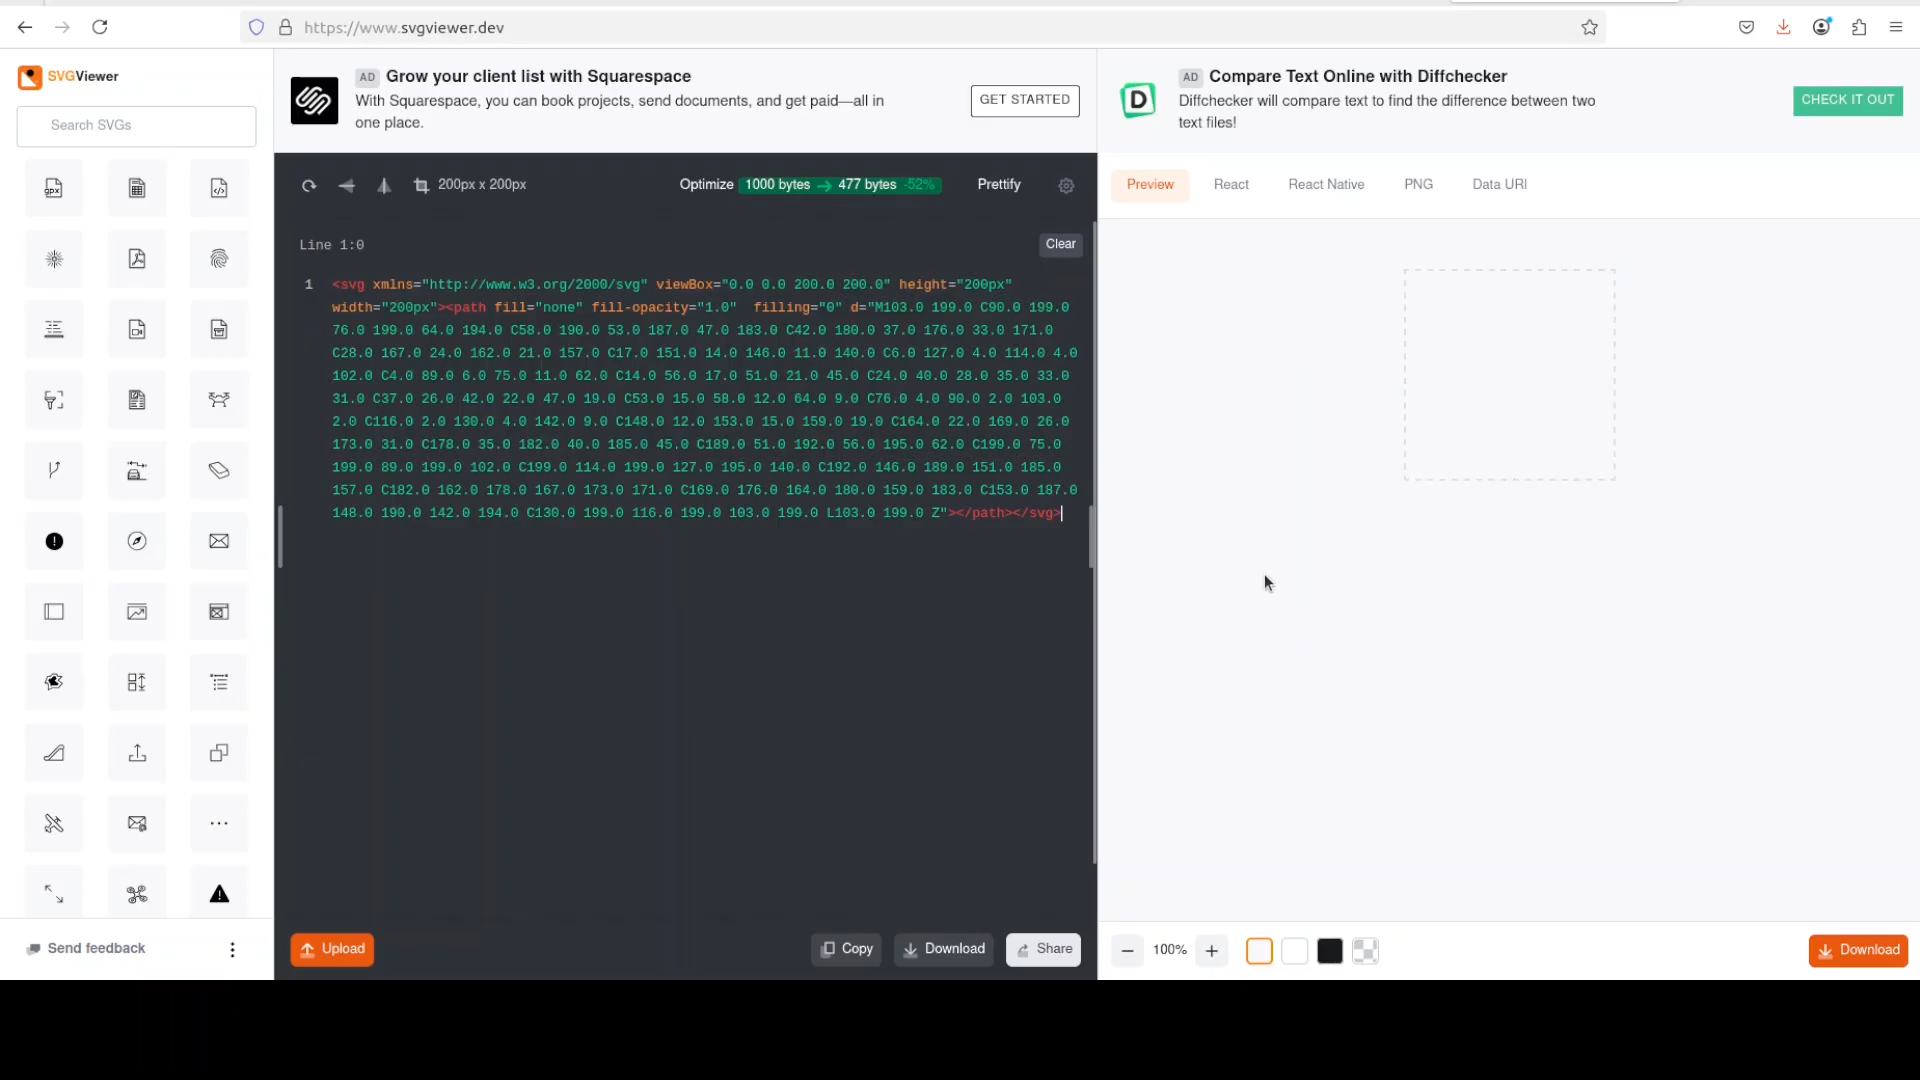 https://www.svgviewer.dev
SVGViewer
Search SVGs
gpx
Send feedback
AD Grow your client list with Squarespace
With Squarespace, you can book projects, send documents, and get paid—all in
one place.
GET STARTED
AD Compare Text Online with Diffchecker
Diffchecker will compare text to find the difference between two
text files!
CHECK IT OUT
200px x 200px
Optimize 1000 bytes → 477 bytes -52%
Prettify
Preview
React
React Native
PNG
Data URI
Line 1:0
Clear
1 <svg xmlns="http://www.w3.org/2000/svg" viewBox="0.0 0.0 200.0 200.0" height="200px"
width="200px"><path fill="none" fill-opacity="1.0"  filling="0" d="M103.0 199.0 C90.0 199.0
76.0 199.0 64.0 194.0 C58.0 190.0 53.0 187.0 47.0 183.0 C42.0 180.0 37.0 176.0 33.0 171.0
C28.0 167.0 24.0 162.0 21.0 157.0 C17.0 151.0 14.0 146.0 11.0 140.0 C6.0 127.0 4.0 114.0 4.0
102.0 C4.0 89.0 6.0 75.0 11.0 62.0 C14.0 56.0 17.0 51.0 21.0 45.0 C24.0 40.0 28.0 35.0 33.0
31.0 C37.0 26.0 42.0 22.0 47.0 19.0 C53.0 15.0 58.0 12.0 64.0 9.0 C76.0 4.0 90.0 2.0 103.0
2.0 C116.0 2.0 130.0 4.0 142.0 9.0 C148.0 12.0 153.0 15.0 159.0 19.0 C164.0 22.0 169.0 26.0
173.0 31.0 C178.0 35.0 182.0 40.0 185.0 45.0 C189.0 51.0 192.0 56.0 195.0 62.0 C199.0 75.0
199.0 89.0 199.0 102.0 C199.0 114.0 199.0 127.0 195.0 140.0 C192.0 146.0 189.0 151.0 185.0
157.0 C182.0 162.0 178.0 167.0 173.0 171.0 C169.0 176.0 164.0 180.0 159.0 183.0 C153.0 187.0
148.0 190.0 142.0 194.0 C130.0 199.0 116.0 199.0 103.0 199.0 L103.0 199.0 Z"></path></svg>
Upload
Copy
Download
Share
100%
Download